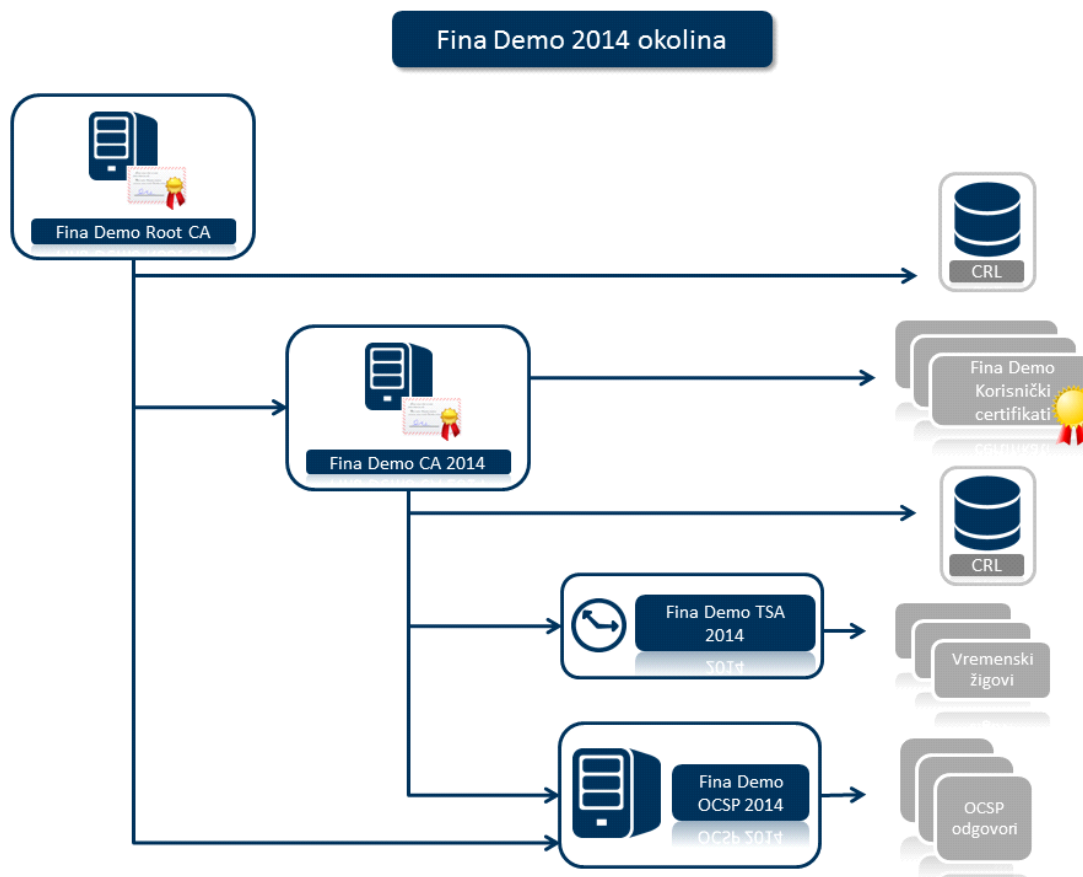 Fina Demo 2014 okolina
Fina Demo Root CA
CRL
Fina Demo
Korisnički
certifikati
Fina Demo CA 2014
CRL
Fina Demo TSA
2014
Vremenski
žigovi
Fina Demo
OCSP 2014
OCSP
odgovori